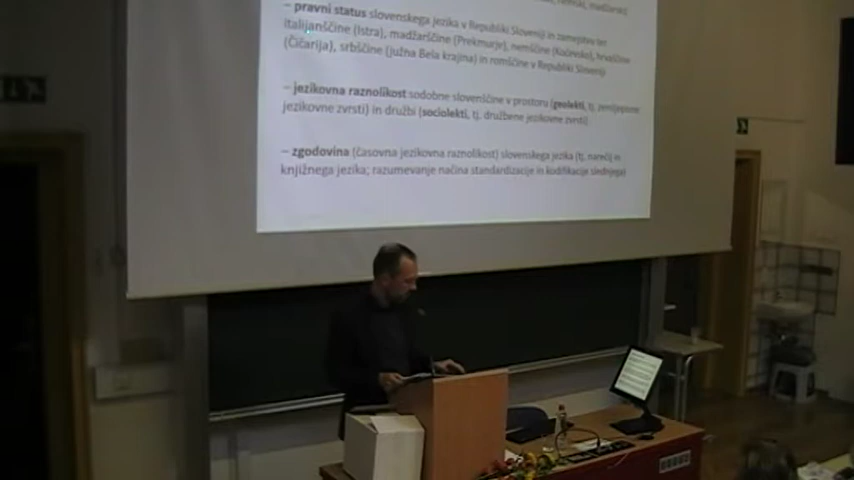 nemški, madžarski
– pravni status slovenskega jezika v Republiki Sloveniji in zamejstvu ter
italijanščine (Istra), madžarščine (Prekmurje), nemščine (Kočevsko), hrvaščine
(Čičarija), srbščine (južna Bela krajina) in romščine v Republiki Sloveniji
– jezikovna raznolikost sodobne slovenščine v prostoru (geolekti, tj. zemljepisne
jezikovne zvrsti) in družbi (sociolekti, tj. družbene jezikovne zvrsti)
– zgodovina (časovna jezikovna raznolikost) slovenskega jezika (tj. narečij in
knjižnega jezika; razumevanje načina standardizacije in kodifikacije slednjega)